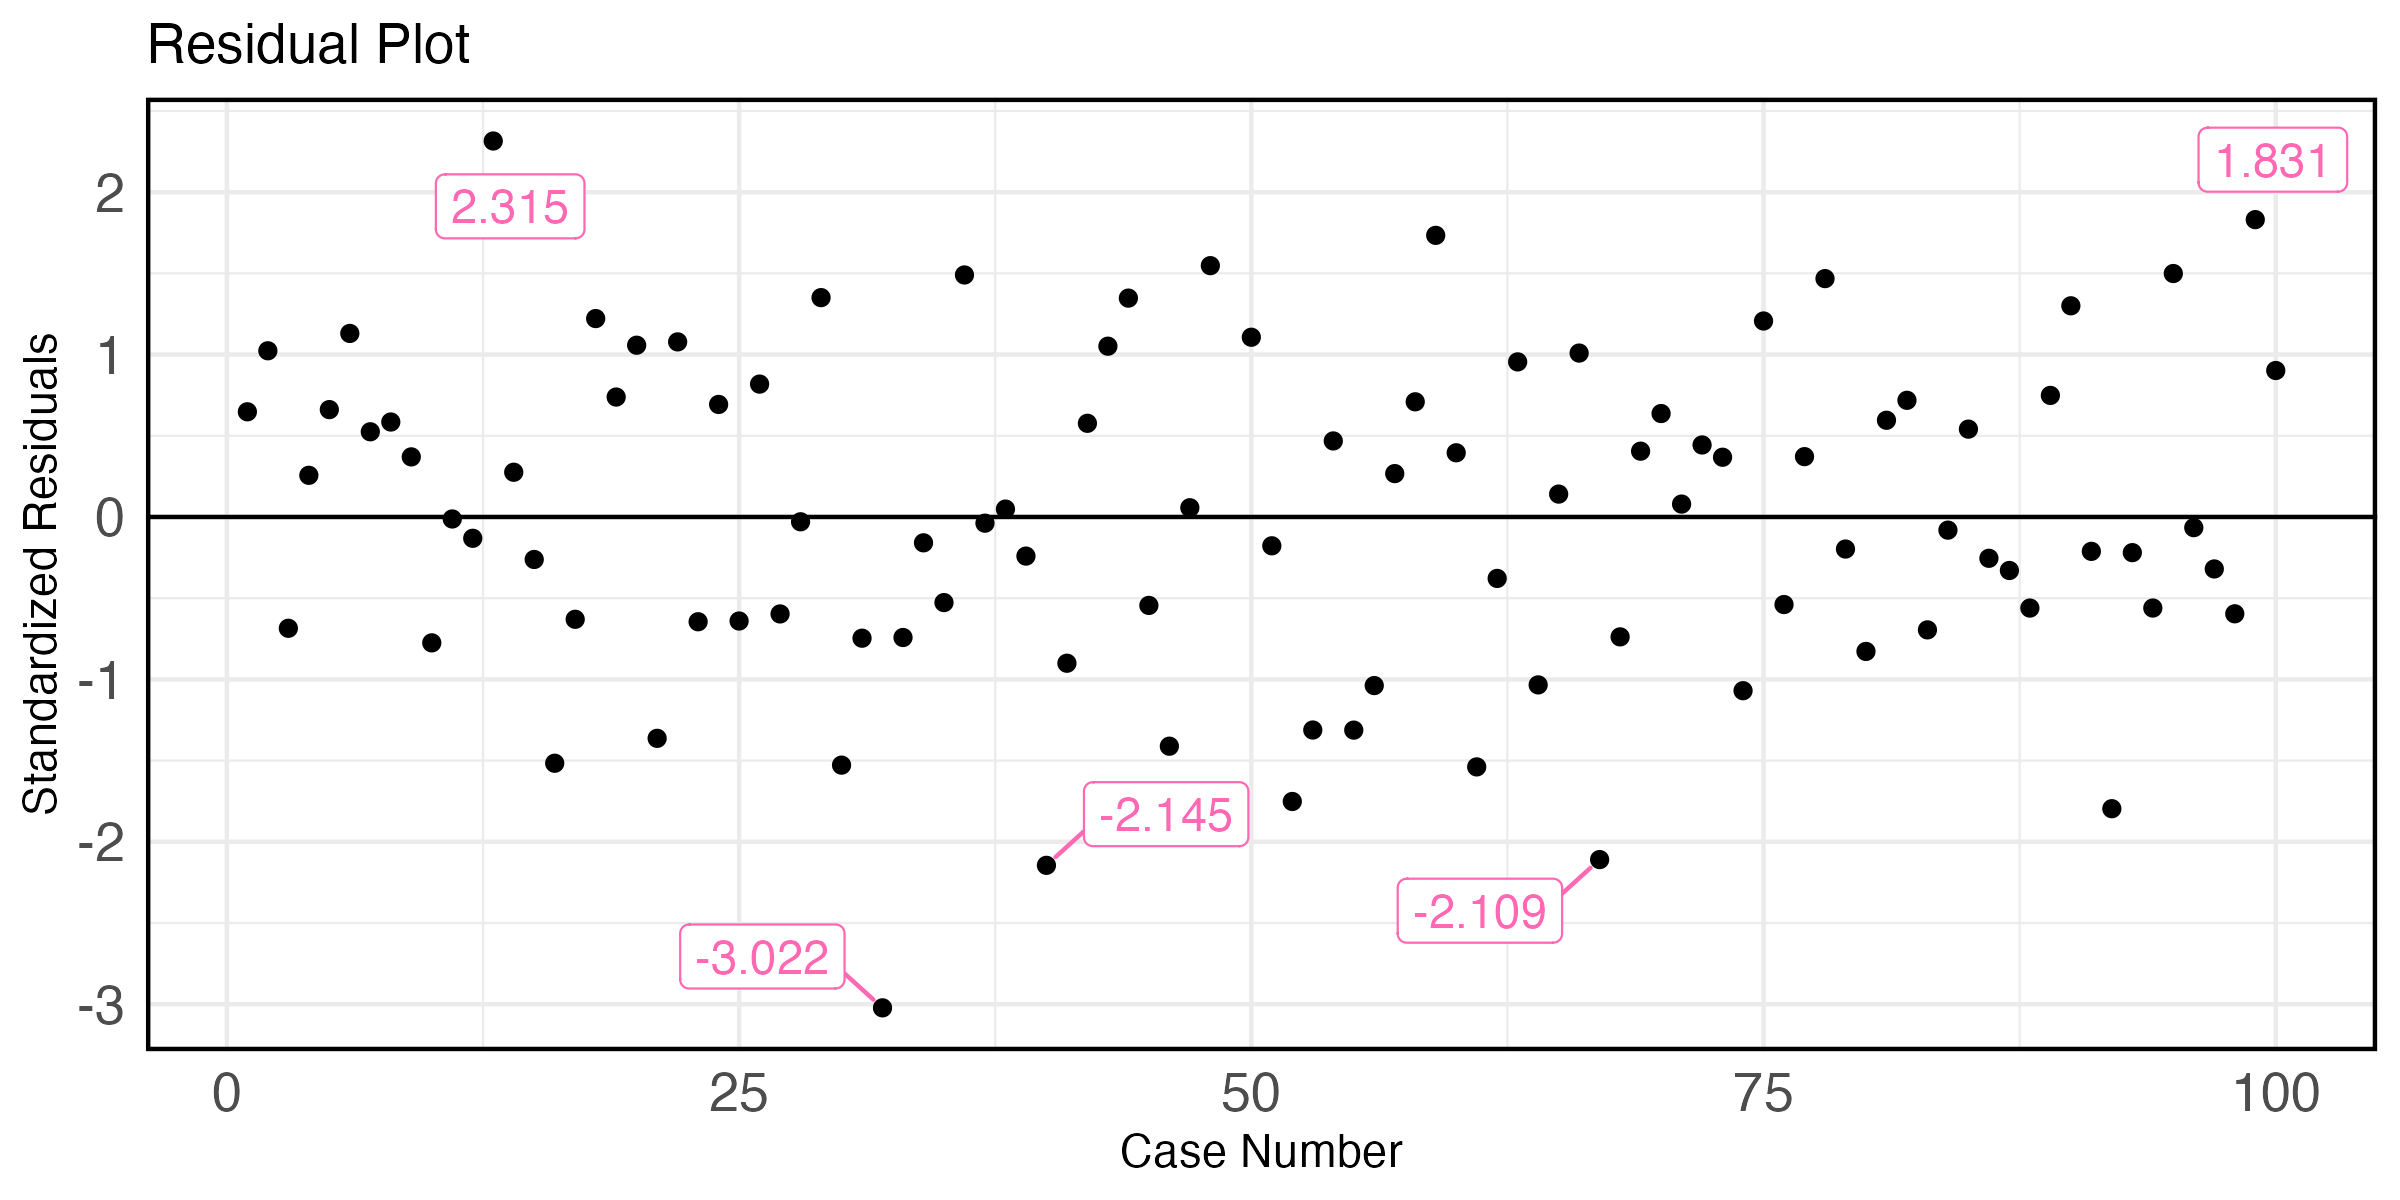 Residual Plot
Standardized Residuals
2
1
0
-1
-2
-3
2.315
1.831
-2.145
-2.109
-3.022
0 25 50 75 100
Case Number